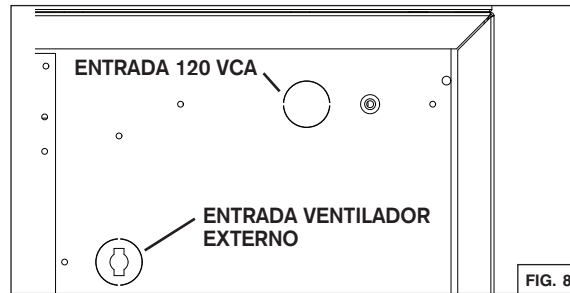 ENTRADA 120 VCA
ENTRADA VENTILADOR
EXTERNO
FIG. 8